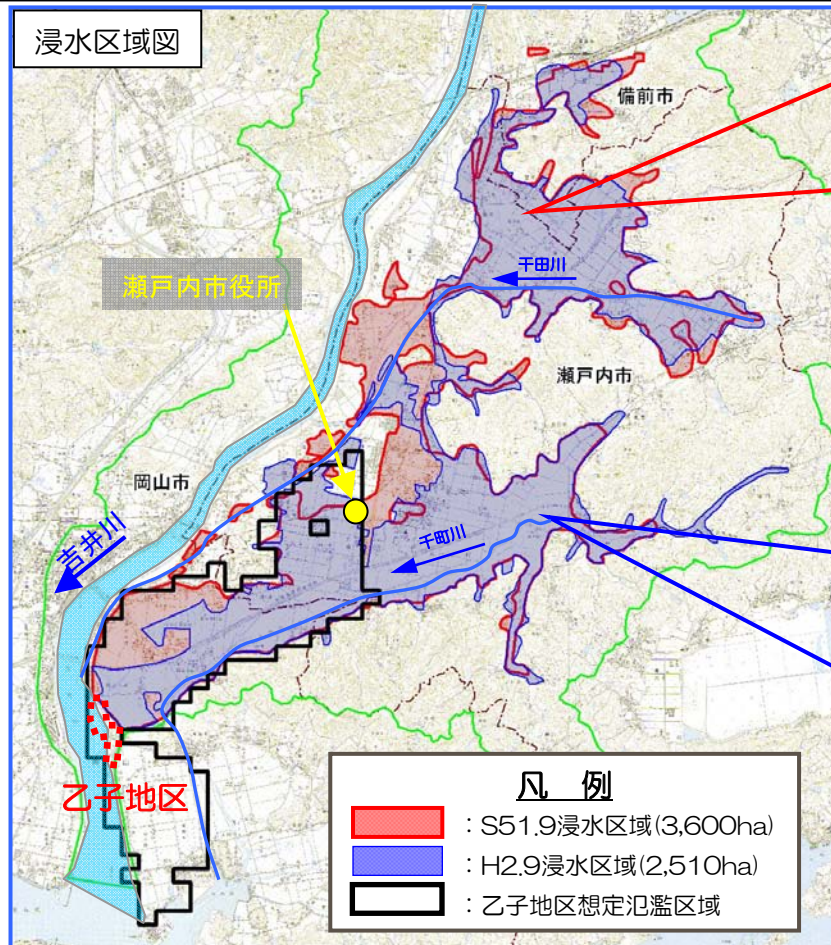 浸水区域図
備前市
干田川
瀬戸内市役所
瀬戸内市
岡山市
千町川
吉井川
乙子地区
凡 例
：S51.9浸水区域(3,600ha)
：H2.9浸水区域(2,510ha)
：乙子地区想定氾濫区域